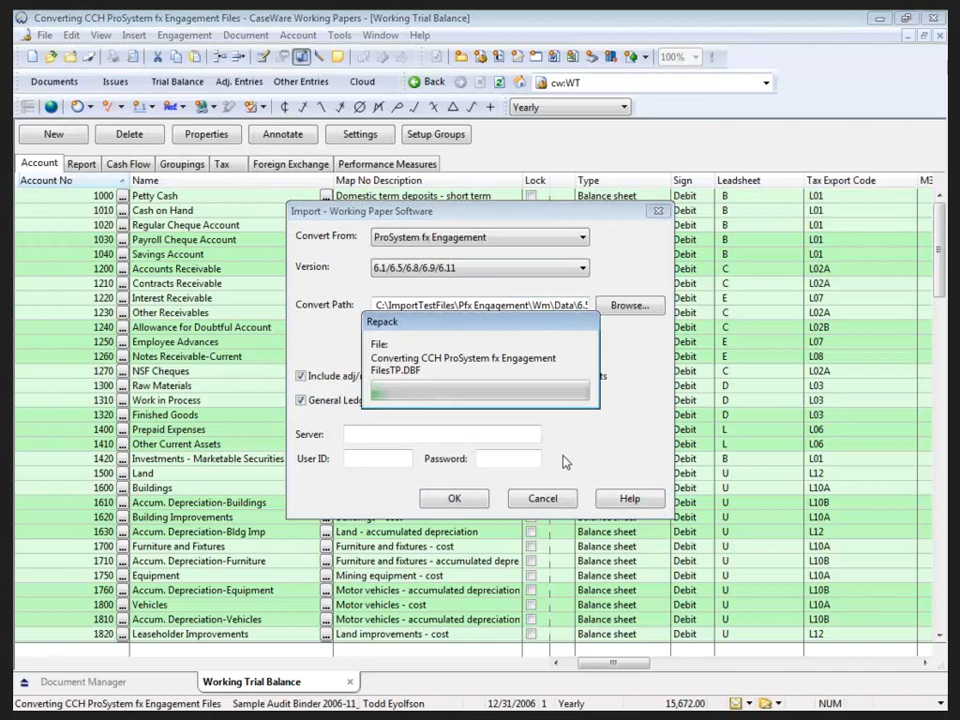 Converting CCH ProSystem fx Engagement Files - CaseWare Working Papers - [Working Trial Balance]
File Edit View Insert Engagement Document Account Tools Window Help
100%
Documents Issues Trial Balance Adj. Entries Other Entries Cloud Back cw:WT
Yearly
New Delete Properties Annotate Settings Setup Groups
Account Report Cash Flow Groupings Tax Foreign Exchange Performance Measures
Account No Name Map No Description Lock Type Sign Leadsheet Tax Export Code M3
1000 Petty Cash Domestic term deposits - short term Balance sheet Debit B L01
1010 Cash on Hand Debit B L01
1020 Regular Cheque Account Debit B L01
1030 Payroll Cheque Account Debit B L01
1040 Savings Account Debit B L01
1200 Accounts Receivable Debit C L02A
1210 Contracts Receivable Debit C L02A
1220 Interest Receivable Debit E L07
1230 Other Receivables Debit C L02A
1240 Allowance for Doubtful Account Debit C L02B
1250 Employee Advances Debit E L07
1260 Notes Receivable-Current Debit E L08
1270 NSF Cheques Debit C L02A
1300 Raw Materials Debit D L03
1310 Work in Process Debit D L03
1320 Finished Goods Debit D L03
1400 Prepaid Expenses Debit L L06
1410 Other Current Assets Debit L L06
1420 Investments - Marketable Securities Debit B L01
1500 Land Debit U L12
1600 Buildings Debit U L10A
1610 Accum. Depreciation-Buildings Debit U L10B
1620 Building Improvements Buildings - cost Balance sheet Debit U L10A
1630 Accum. Depreciation-Bldg Imp Land - accumulated depreciation Balance sheet Debit U L12
1700 Furniture and Fixtures Furniture and fixtures - cost Balance sheet Debit U L10A
1710 Accum. Depreciation-Furniture Furniture and fixtures - accumulated depre Balance sheet Debit U L10B
1750 Equipment Mining equipment - cost Balance sheet Debit U L10A
1760 Accum. Depreciation-Equipment Motor vehicles - accumulated depreciation Balance sheet Debit U L10B
1800 Vehicles Motor vehicles - cost Balance sheet Debit U L10A
1810 Accum. Depreciation-Vehicles Motor vehicles - accumulated depreciation Balance sheet Debit U L10B
1820 Leaseholder Improvements Land improvements - cost Balance sheet Debit U L12
Import - Working Paper Software
Convert From: ProSystem fx Engagement
Version: 6.1/6.5/6.8/6.9/6.11
Convert Path: C:\ImportTestFiles\Pfx Engagement\Wm\Data\6.5 Browse...
Repack
File:
Converting CCH ProSystem fx Engagement
FilesTP.DBF
Include adj/ ts
General Ledg
Server:
User ID: Password:
OK Cancel Help
Document Manager Working Trial Balance
Converting CCH ProSystem fx Engagement Files Sample Audit Binder 2006-11 Todd Eyolfson 12/31/2006 1 Yearly 15,672.00 NUM